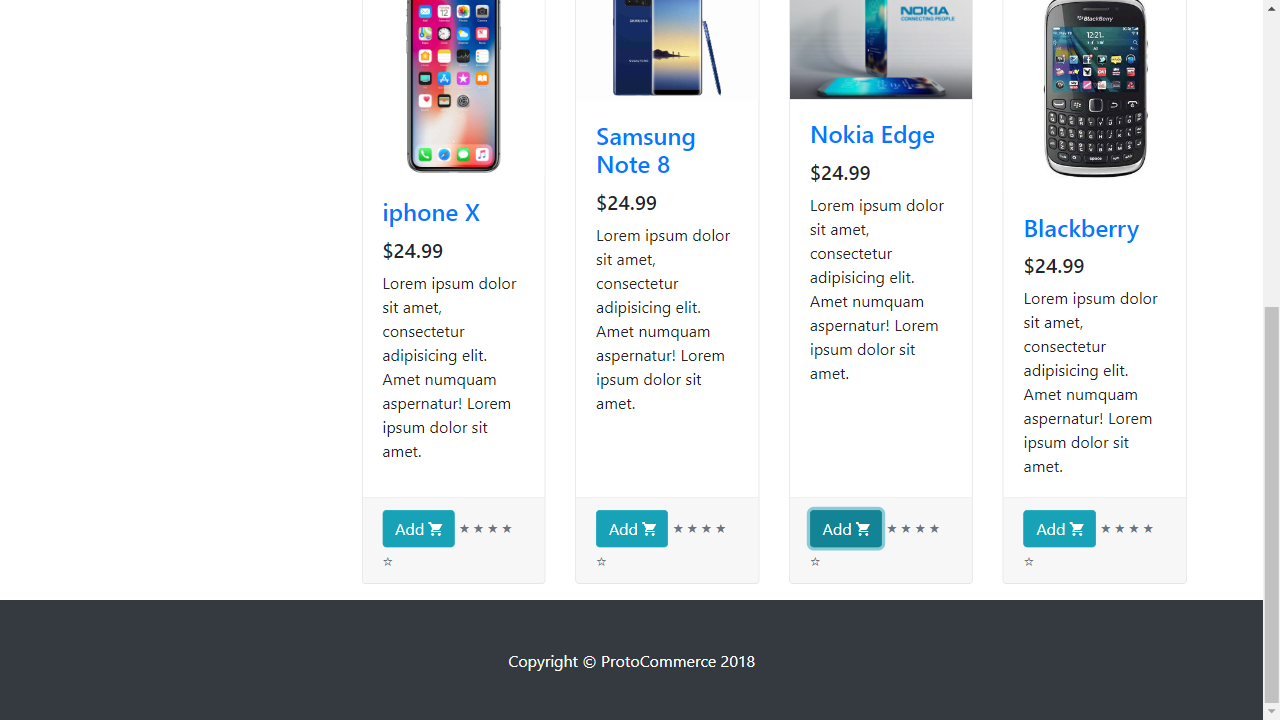 NOKIA
CONNECTING PEOPLE
BlackBerry
12:21
iphone X
$24.99
Lorem ipsum dolor
sit amet,
consectetur
adipisicing elit.
Amet numquam
aspernatur! Lorem
ipsum dolor sit
amet.
Add ★ ★ ★ ★
☆
Samsung
Note 8
$24.99
Lorem ipsum dolor
sit amet,
consectetur
adipisicing elit.
Amet numquam
aspernatur! Lorem
ipsum dolor sit
amet.
Add ★ ★ ★ ★
☆
Nokia Edge
$24.99
Lorem ipsum dolor
sit amet,
consectetur
adipisicing elit.
Amet numquam
aspernatur! Lorem
ipsum dolor sit
amet.
Add ★ ★ ★ ★
☆
Blackberry
$24.99
Lorem ipsum dolor
sit amet,
consectetur
adipisicing elit.
Amet numquam
aspernatur! Lorem
ipsum dolor sit
amet.
Add ★ ★ ★ ★
☆
Copyright © ProtoCommerce 2018